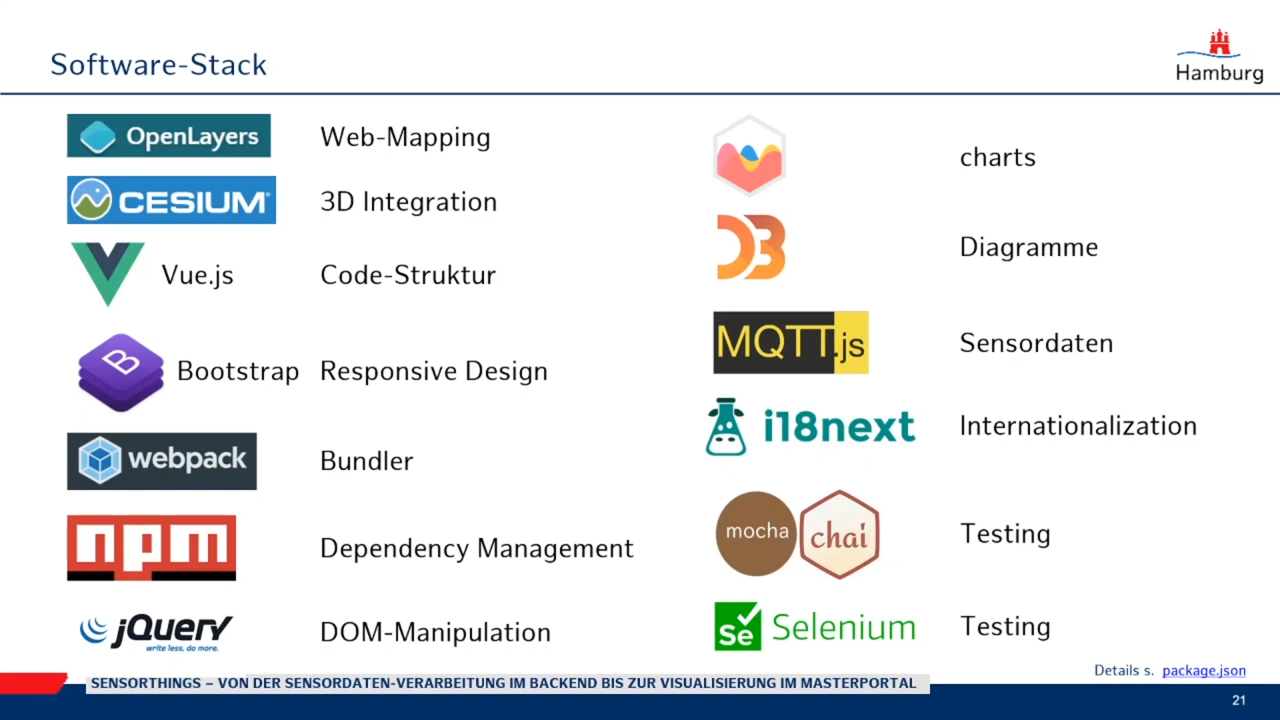 Software-Stack
Hamburg
OpenLayers Web-Mapping
CESIUM® 3D Integration
Vue.js Code-Struktur
B Bootstrap Responsive Design
webpack Bundler
npm Dependency Management
jQuery DOM-Manipulation
write less, do more.
charts
D3 Diagramme
MQTT.js Sensordaten
i18next Internationalization
mocha chai Testing
Se Selenium Testing
Details s. package.json
SENSORTHINGS – VON DER SENSORDATEN-VERARBEITUNG IM BACKEND BIS ZUR VISUALISIERUNG IM MASTERPORTAL
21